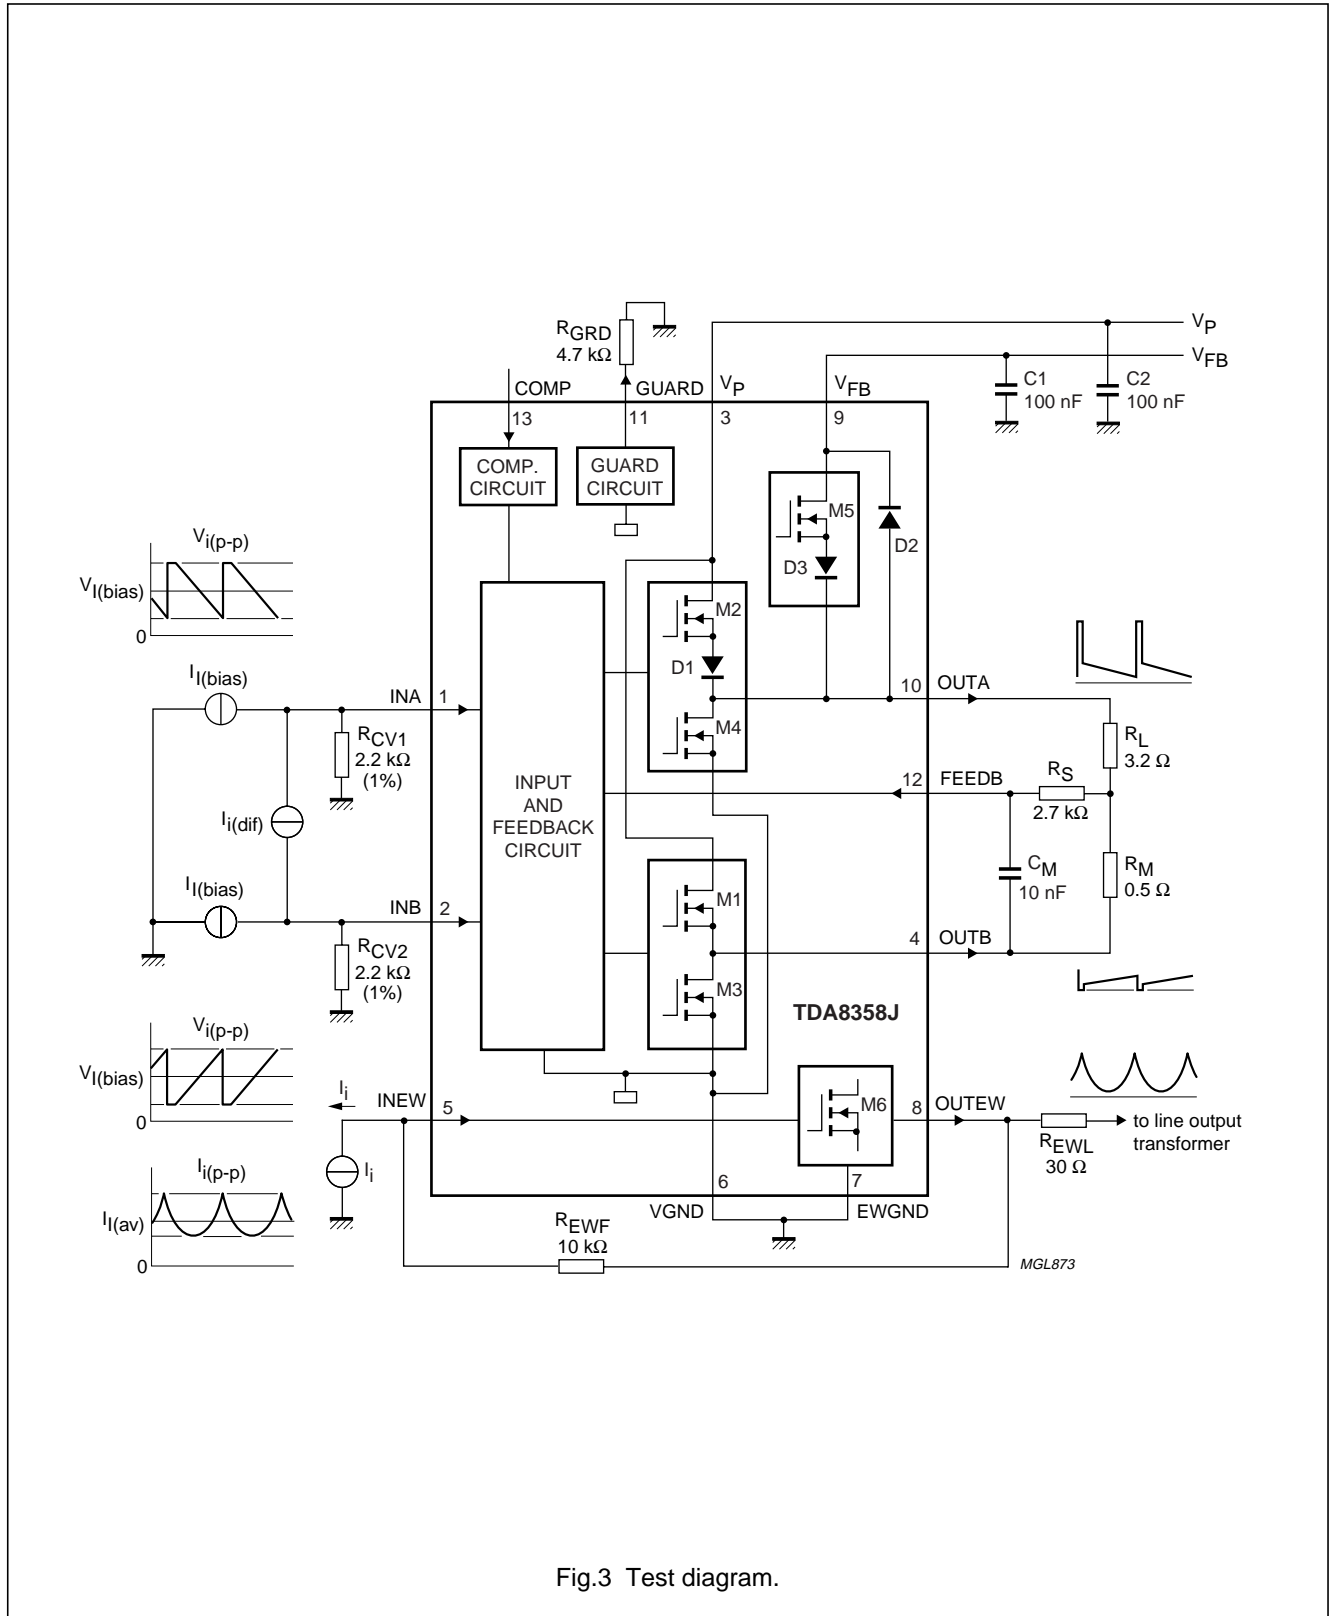 RGRD
4.7 kΩ
VP
VFB
C1
100 nF
C2
100 nF
COMP
GUARD
VP
VFB
13
11
3
9
COMP.
CIRCUIT
GUARD
CIRCUIT
M5
D2
D3
Vi(p-p)
VI(bias)
0
M2
D1
M4
II(bias)
INA
1
10
OUTA
RCV1
2.2 kΩ
(1%)
RL
3.2 Ω
INPUT
AND
FEEDBACK
CIRCUIT
12
FEEDB
RS
2.7 kΩ
Ii(dif)
CM
10 nF
RM
0.5 Ω
II(bias)
INB
2
M1
4
OUTB
RCV2
2.2 kΩ
(1%)
M3
TDA8358J
Vi(p-p)
VI(bias)
0
Ii
INEW
5
M6
8
OUTEW
to line output
transformer
REWL
30 Ω
Ii
Ii(p-p)
II(av)
0
6
7
VGND
EWGND
REWF
10 kΩ
MGL873
Fig.3 Test diagram.